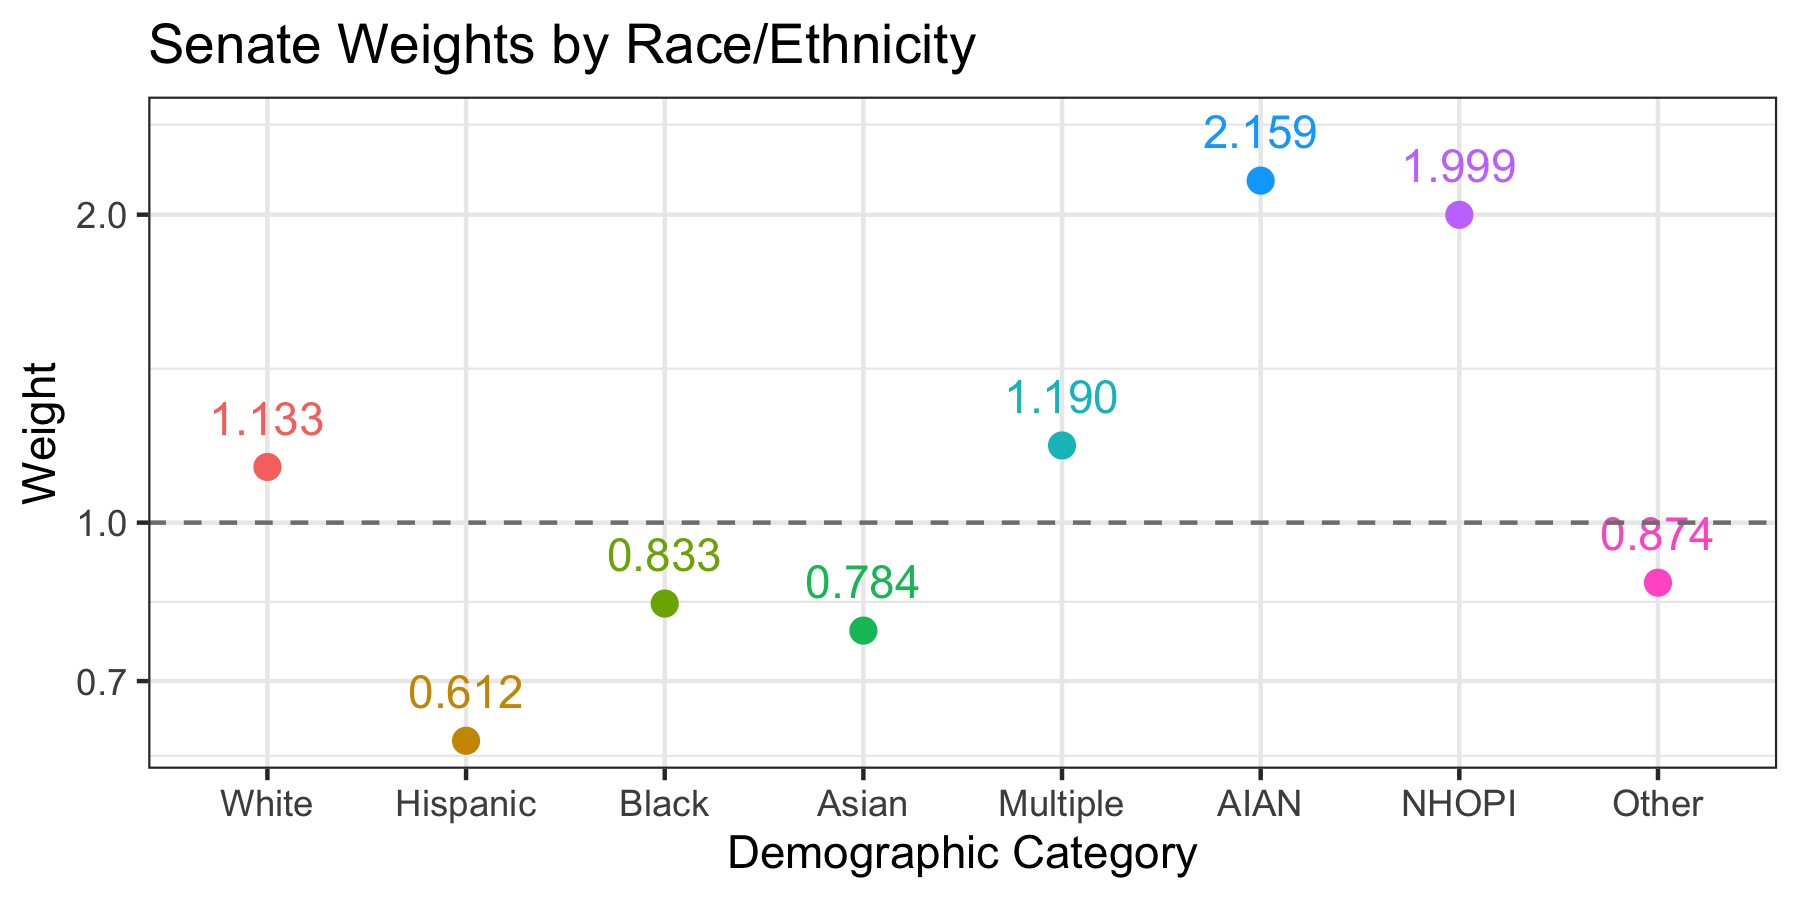 Senate Weights by Race/Ethnicity
2.159
1.999
2.0
1.190
1.133
Weight
1.0
0.874
0.833
0.784
0.7
0.612
White Hispanic Black Asian Multiple AIAN NHOPI Other
Demographic Category